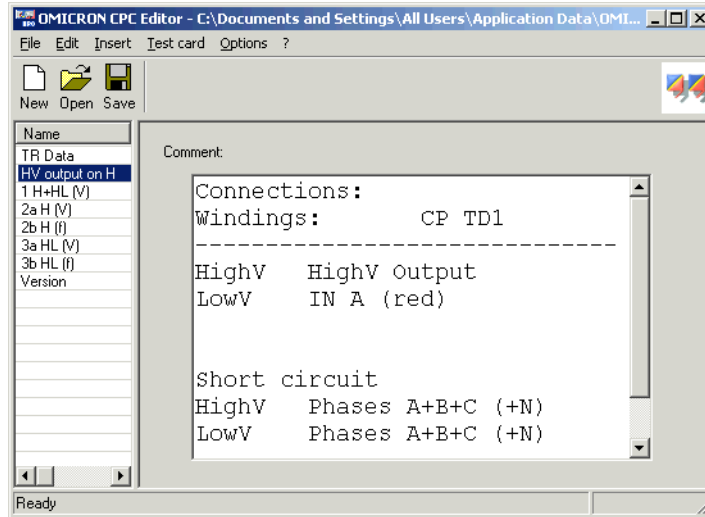 OMICRON CPC Editor - C:\Documents and Settings\All Users\Application Data\OMI...
File Edit Insert Test card Options ?
New Open Save
Name
TR Data
HV output on H
1 H+HL (V)
2a H (V)
2b H (f)
3a HL (V)
3b HL (f)
Version
Comment:
Connections:
Windings: CP TD1
-------------------------------
HighV HighV Output
LowV IN A (red)
Short circuit
HighV Phases A+B+C (+N)
LowV Phases A+B+C (+N)
Ready